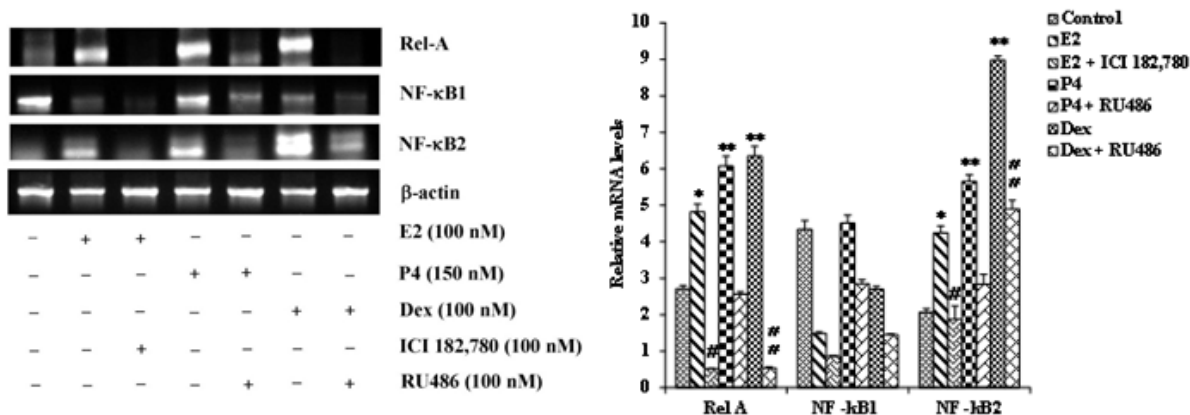 Rel-A
NF-κB1
NF-κB2
β-actin
– + + – – – – E2 (100 nM)
– – – + + – – P4 (150 nM)
– – – – – + + Dex (100 nM)
– – + – – – – ICI 182,780 (100 nM)
– – – – + – + RU486 (100 nM)
Relative mRNA levels
10
9
8
7
6
5
4
3
2
1
0
* # ** ** # #
* # ** ** # #
Rel A NF -kB1 NF -kB2
Control
E2
E2 + ICI 182,780
P4
P4 + RU486
Dex
Dex + RU486